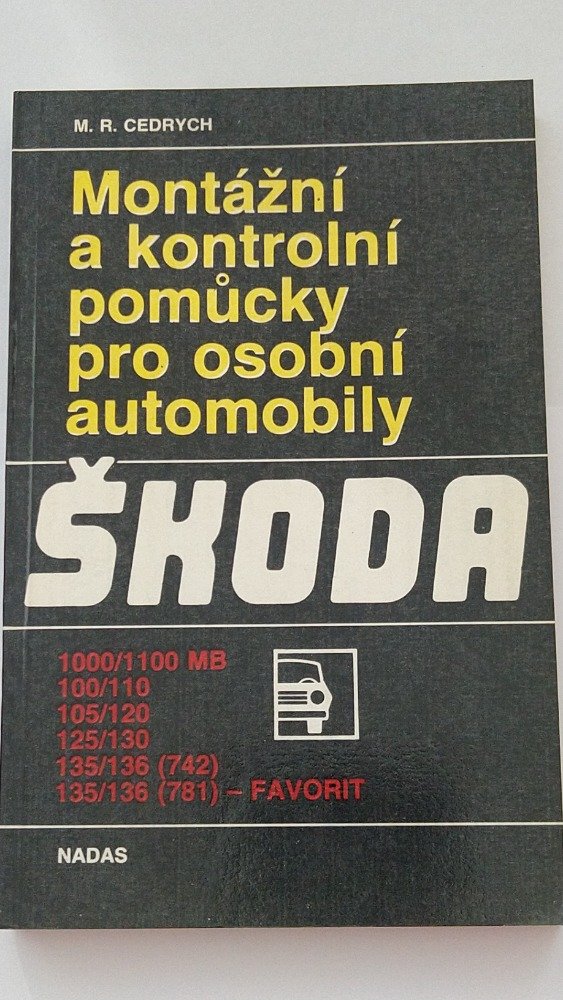 M. R. CEDRYCH
Montážní
a kontrolní
pomůcky
pro osobní
automobily
ŠKODA
1000/1100 MB
100/110
105/120
125/130
135/136 (742)
135/136 (781) – FAVORIT
NADAS